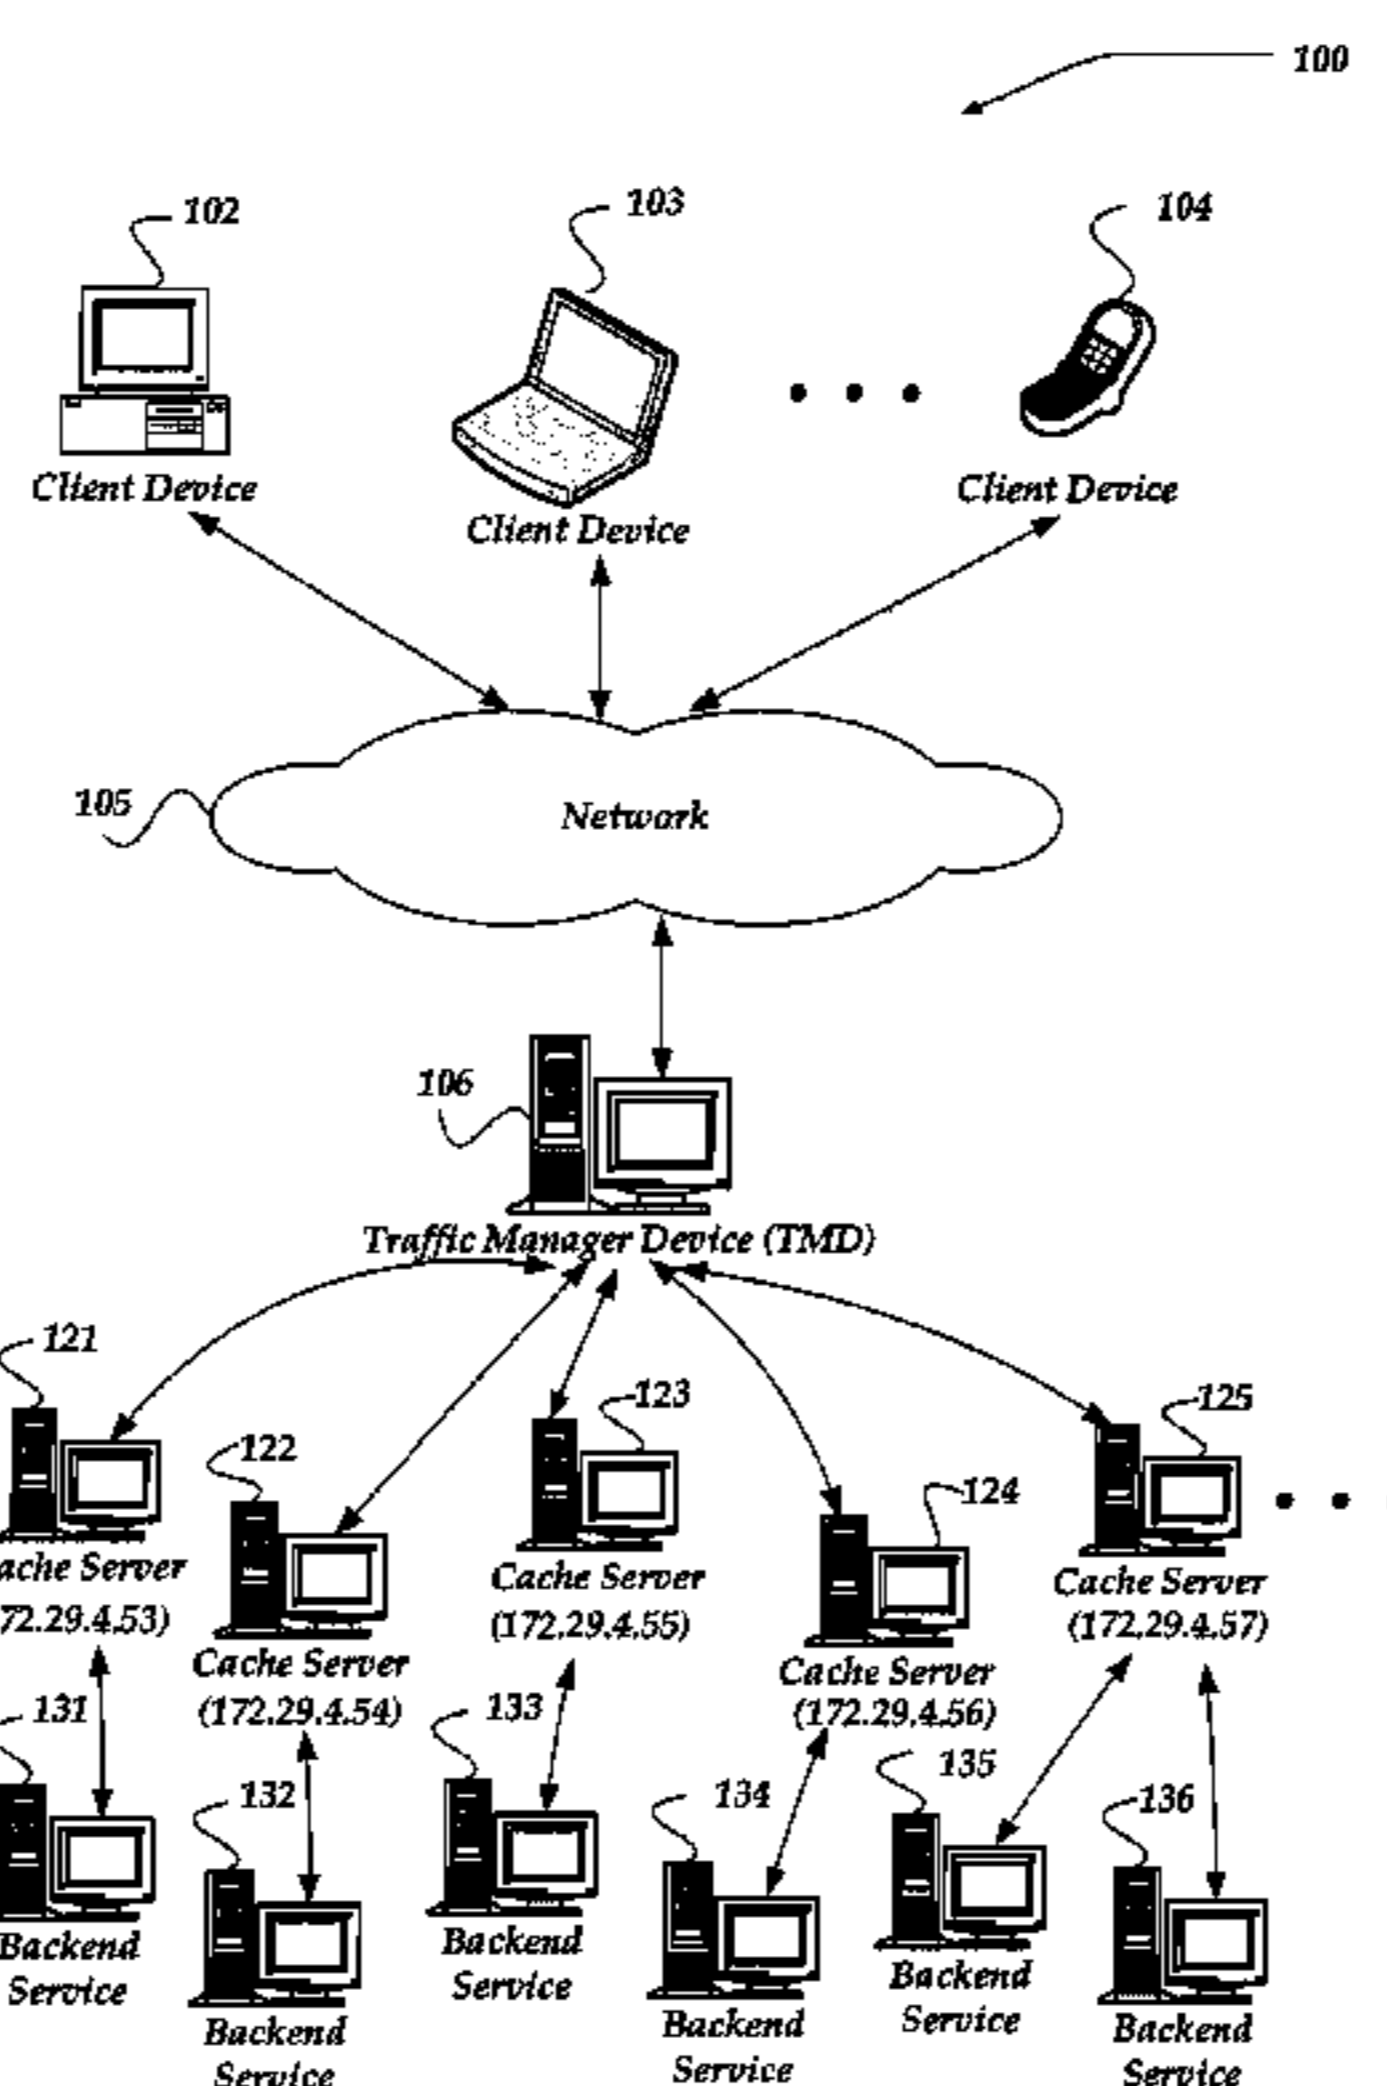 100
102
103
104
Client Device
Client Device
Client Device
105
Network
106
Traffic Manager Device (TMD)
121
122
123
124
125
ache Server
72.29.4.53)
Cache Server
(172.29.4.54)
Cache Server
(172.29.4.55)
Cache Server
(172.29.4.56)
Cache Server
(172.29.4.57)
131
132
133
134
135
136
Backend
Service
Backend
Service
Backend
Service
Backend
Service
Backend
Service
Backend
Service